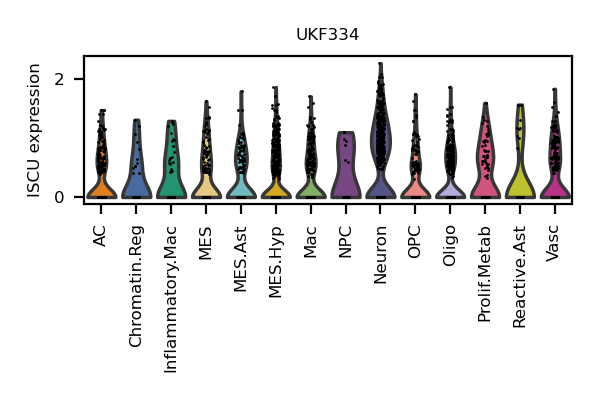 UKF334
ISCU expression
2
0
AC
Chromatin.Reg
Inflammatory.Mac
MES
MES.Ast
MES.Hyp
Mac
NPC
Neuron
OPC
Oligo
Prolif.Metab
Reactive.Ast
Vasc